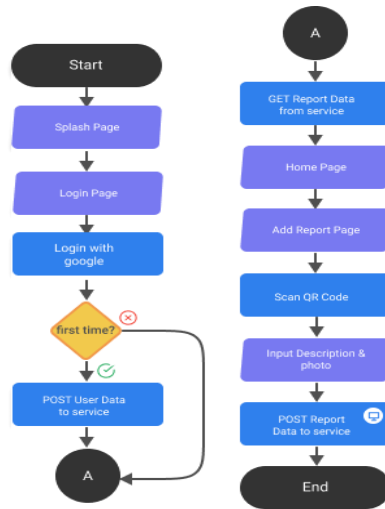 Start
Splash Page
Login Page
Login with
google
first time?
POST User Data
to service
A
A
GET Report Data
from service
Home Page
Add Report Page
Scan QR Code
Input Description &
photo
POST Report
Data to service
End